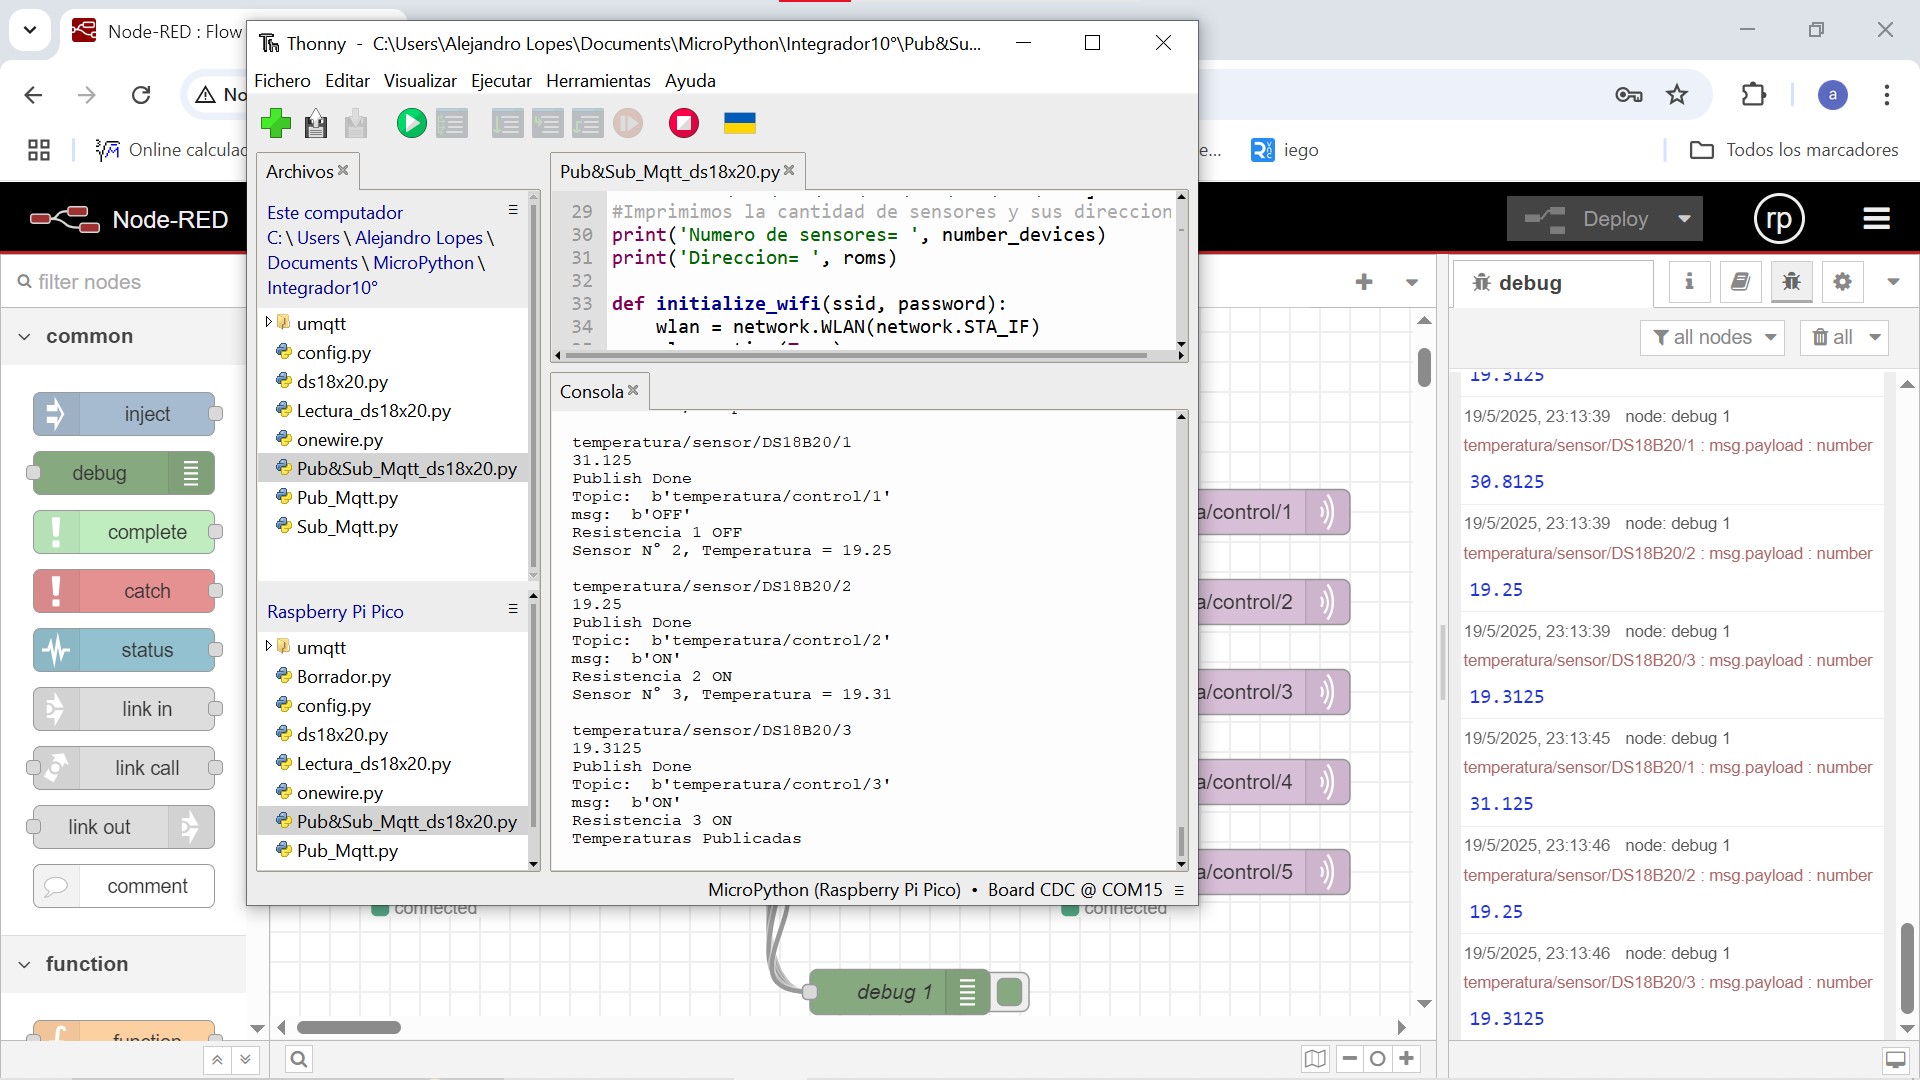 Node-RED : Flow
No
Online calcula
e...
iego
Todos los marcadores
a
Thonny - C:\Users\Alejandro Lopes\Documents\MicroPython\Integrador10°\Pub&Su...
Fichero Editar Visualizar Ejecutar Herramientas Ayuda
Archivos
Este computador
C: \ Users \ Alejandro Lopes \
Documents \ MicroPython \
Integrador10°
umqtt
config.py
ds18x20.py
Lectura_ds18x20.py
onewire.py
Pub&Sub_Mqtt_ds18x20.py
Pub_Mqtt.py
Sub_Mqtt.py
Raspberry Pi Pico
umqtt
Borrador.py
config.py
ds18x20.py
Lectura_ds18x20.py
onewire.py
Pub&Sub_Mqtt_ds18x20.py
Pub_Mqtt.py
Pub&Sub_Mqtt_ds18x20.py
29 #Imprimimos la cantidad de sensores y sus direccion
30 print('Numero de sensores= ', number_devices)
31 print('Direccion= ', roms)
32
33 def initialize_wifi(ssid, password):
34 wlan = network.WLAN(network.STA_IF)
Consola
temperatura/sensor/DS18B20/1
31.125
Publish Done
Topic: b'temperatura/control/1'
msg: b'OFF'
Resistencia 1 OFF
Sensor N° 2, Temperatura = 19.25
temperatura/sensor/DS18B20/2
19.25
Publish Done
Topic: b'temperatura/control/2'
msg: b'ON'
Resistencia 2 ON
Sensor N° 3, Temperatura = 19.31
temperatura/sensor/DS18B20/3
19.3125
Publish Done
Topic: b'temperatura/control/3'
msg: b'ON'
Resistencia 3 ON
Temperaturas Publicadas
MicroPython (Raspberry Pi Pico) • Board CDC @ COM15
Node-RED
Deploy
rp
filter nodes
common
inject
debug
complete
catch
status
link in
link call
link out
comment
function
function
a/control/1
a/control/2
a/control/3
a/control/4
a/control/5
connected
connected
debug 1
debug
i
all nodes
all
19.3125
19/5/2025, 23:13:39 node: debug 1
temperatura/sensor/DS18B20/1 : msg.payload : number
30.8125
19/5/2025, 23:13:39 node: debug 1
temperatura/sensor/DS18B20/2 : msg.payload : number
19.25
19/5/2025, 23:13:39 node: debug 1
temperatura/sensor/DS18B20/3 : msg.payload : number
19.3125
19/5/2025, 23:13:45 node: debug 1
temperatura/sensor/DS18B20/1 : msg.payload : number
31.125
19/5/2025, 23:13:46 node: debug 1
temperatura/sensor/DS18B20/2 : msg.payload : number
19.25
19/5/2025, 23:13:46 node: debug 1
temperatura/sensor/DS18B20/3 : msg.payload : number
19.3125